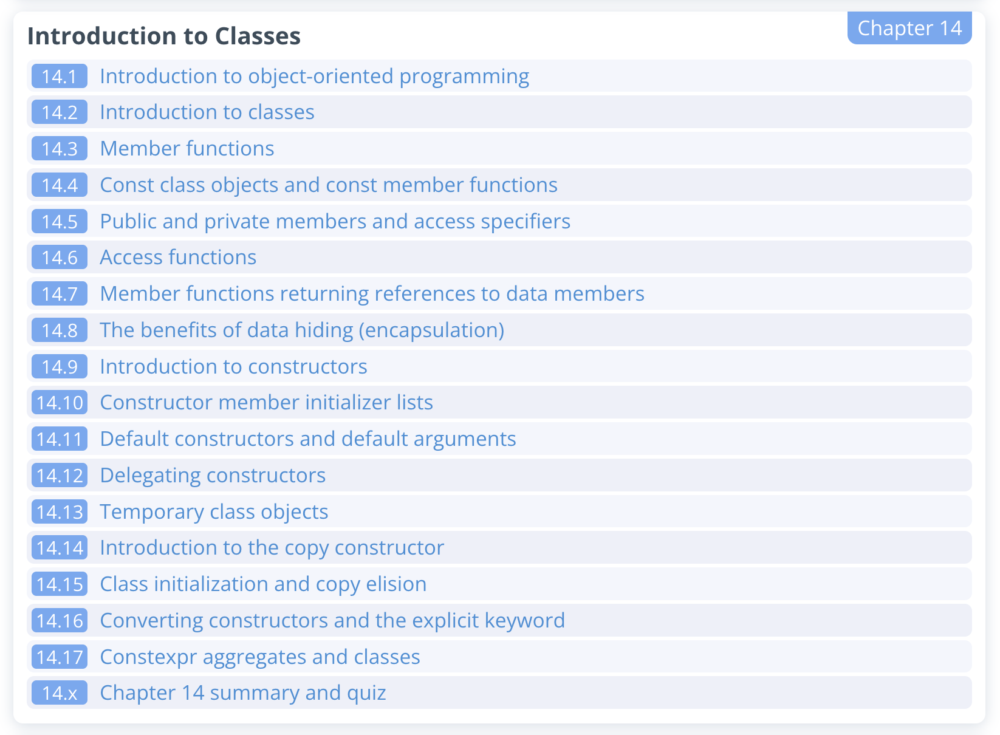 Introduction to Classes
Chapter 14
14.1 Introduction to object-oriented programming
14.2 Introduction to classes
14.3 Member functions
14.4 Const class objects and const member functions
14.5 Public and private members and access specifiers
14.6 Access functions
14.7 Member functions returning references to data members
14.8 The benefits of data hiding (encapsulation)
14.9 Introduction to constructors
14.10 Constructor member initializer lists
14.11 Default constructors and default arguments
14.12 Delegating constructors
14.13 Temporary class objects
14.14 Introduction to the copy constructor
14.15 Class initialization and copy elision
14.16 Converting constructors and the explicit keyword
14.17 Constexpr aggregates and classes
14.x Chapter 14 summary and quiz